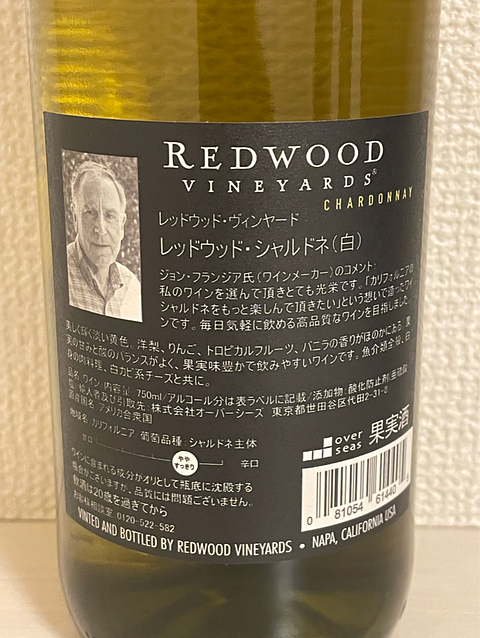 REDWOOD
VINEYARDS®
CHARDONNAY
レッドウッド・ヴィンヤード
レッドウッド・シャルドネ(白)
ジョン・フランジア氏(ワインメーカー)のコメント:
私のワインを選んで頂きとても光栄です。「カリフォルニアの
シャルドネをもっと楽しんで頂きたい」という想いで造ったワイ
ンです。毎日気軽に飲める高品質なワインを目指しました。
美しく輝く淡い黄色。洋梨、りんご、トロピカルフルーツ、バニラの香りがほのかにある。果
実の甘みと酸のバランスがよく、果実味豊かで飲みやすいワインです。魚介類全般、白
身の肉料理、白カビ系チーズと共に。
品名:ワイン 内容量:750ml/アルコール分は表ラベルに記載/添加物:酸化防止剤(亜硫酸
塩)輸入者及び引取先:株式会社オーバーシーズ 東京都世田谷区代田2-31-8
原産国:アメリカ合衆国
地域名:カリフォルニア 葡萄品種:シャルドネ主体
甘口 やや すっきり 辛口
over seas 果実酒
ワインに含まれる成分がオリとして瓶底に沈殿する
場合がございますが、品質には問題ございません。
飲酒は20歳を過ぎてから
お客様相談室:0120-522-582
0 81054 61440
VINTED AND BOTTLED BY REDWOOD VINEYARDS • NAPA, CALIFORNIA USA